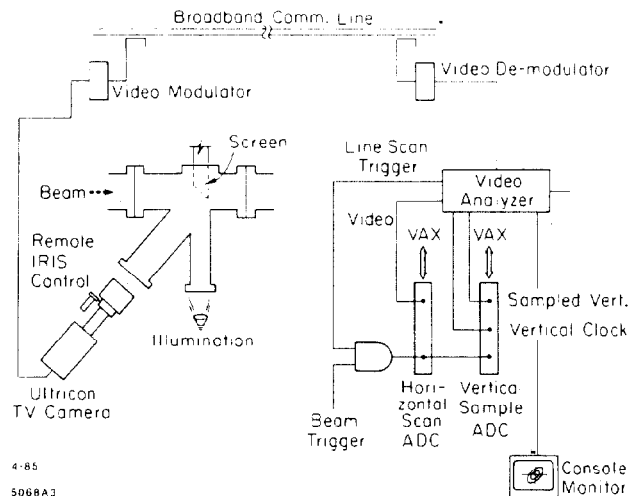 Broadband Comm. Line
Video Modulator
Video De-modulator
Screen
Beam
Remote
IRIS
Control
Illumination
Ultricon
TV Camera
Line Scan
Trigger
Video
Analyzer
Video
VAX
VAX
Sampled Vert.
Vertical Clock
Beam
Trigger
Hori-
zontal
Scan
ADC
Vertical
Sample
ADC
Console
Monitor
4-85
5068A3